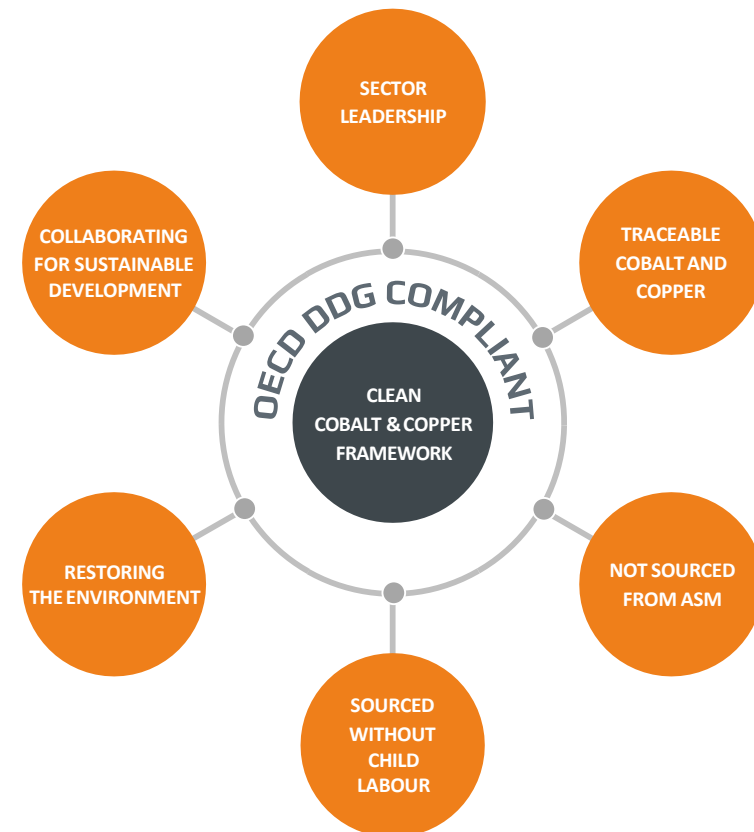 SECTOR
LEADERSHIP
COLLABORATING
FOR SUSTAINABLE
DEVELOPMENT
TRACEABLE
COBALT AND
COPPER
OECD DDG COMPLIANT
CLEAN
COBALT & COPPER
FRAMEWORK
RESTORING
THE ENVIRONMENT
NOT SOURCED
FROM ASM
SOURCED
WITHOUT
CHILD
LABOUR